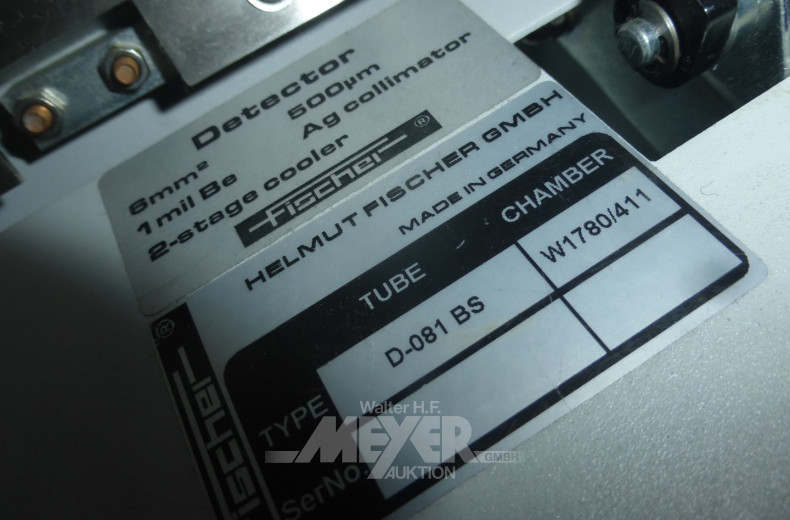 Detector
6mm² 500µm
1 mil Be Ag collimator
2-stage cooler
Fischer®
HELMUT FISCHER GMBH
MADE IN GERMANY
TUBE CHAMBER
TYPE D-081 BS W1780/411
SerNo.
Fischer®
Walter H.F.
MEYER
GMBH
AUKTION